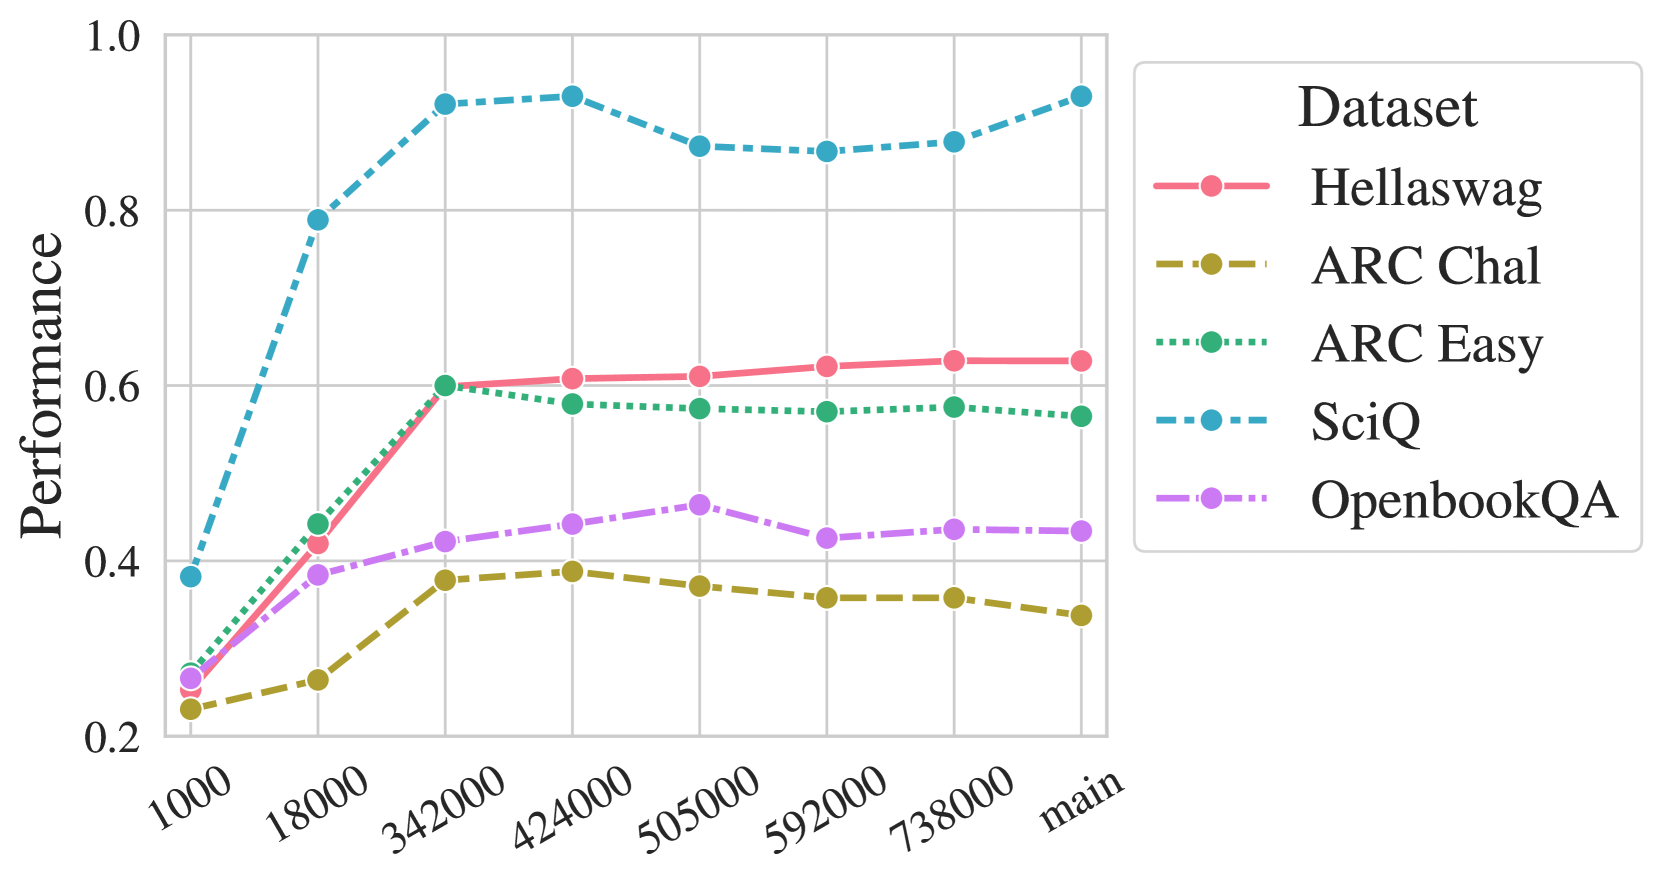 Performance
1.0
0.8
0.6
0.4
0.2
1000
18000
342000
424000
505000
592000
738000
main
Dataset
Hellaswag
ARC Chal
ARC Easy
SciQ
OpenbookQA